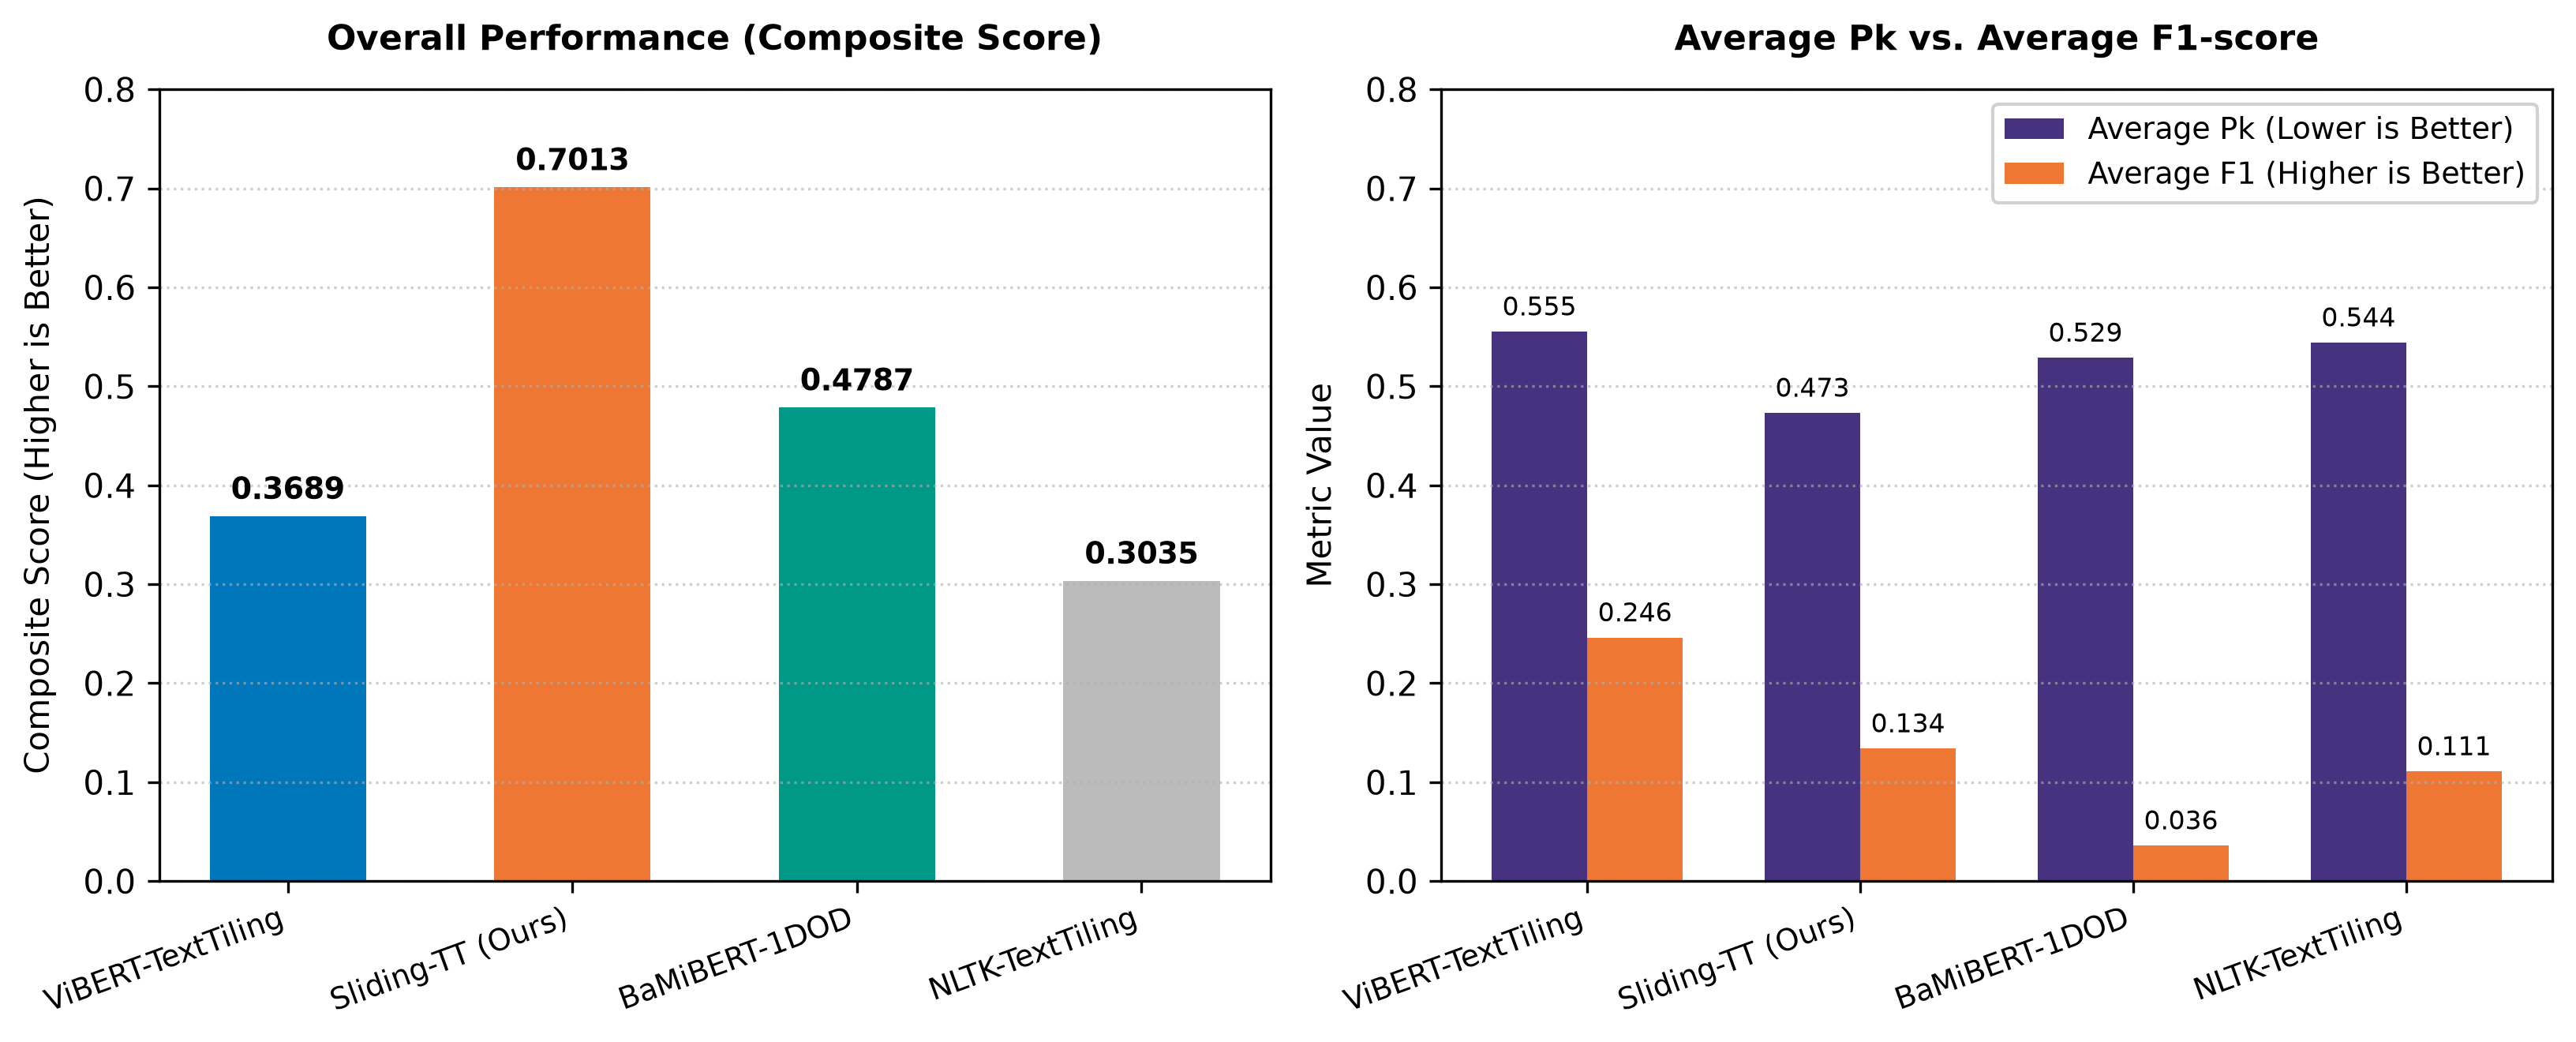 Overall Performance (Composite Score)
Composite Score (Higher is Better)
0.8
0.7
0.6
0.5
0.4
0.3
0.2
0.1
0.0
0.3689
0.7013
0.4787
0.3035
ViBERT-TextTiling
Sliding-TT (Ours)
BaMiBERT-1DOD
NLTK-TextTiling
Average Pk vs. Average F1-score
Metric Value
0.8
0.7
0.6
0.5
0.4
0.3
0.2
0.1
0.0
Average Pk (Lower is Better)
Average F1 (Higher is Better)
0.555
0.246
0.473
0.134
0.529
0.036
0.544
0.111
ViBERT-TextTiling
Sliding-TT (Ours)
BaMiBERT-1DOD
NLTK-TextTiling